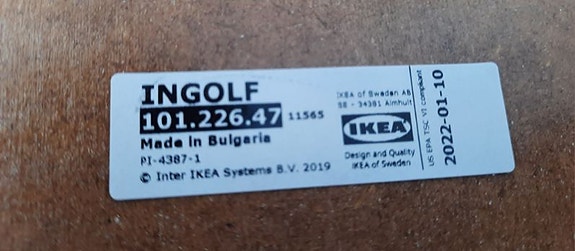 INGOLF
101.226.47 11565
Made in Bulgaria
PI-4387-1
© Inter IKEA Systems B.V. 2019
IKEA of Sweden AB
SE - 34381 Älmhult
IKEA
Design and Quality
IKEA of Sweden
US EPA TSC VI compliant
2022-01-10